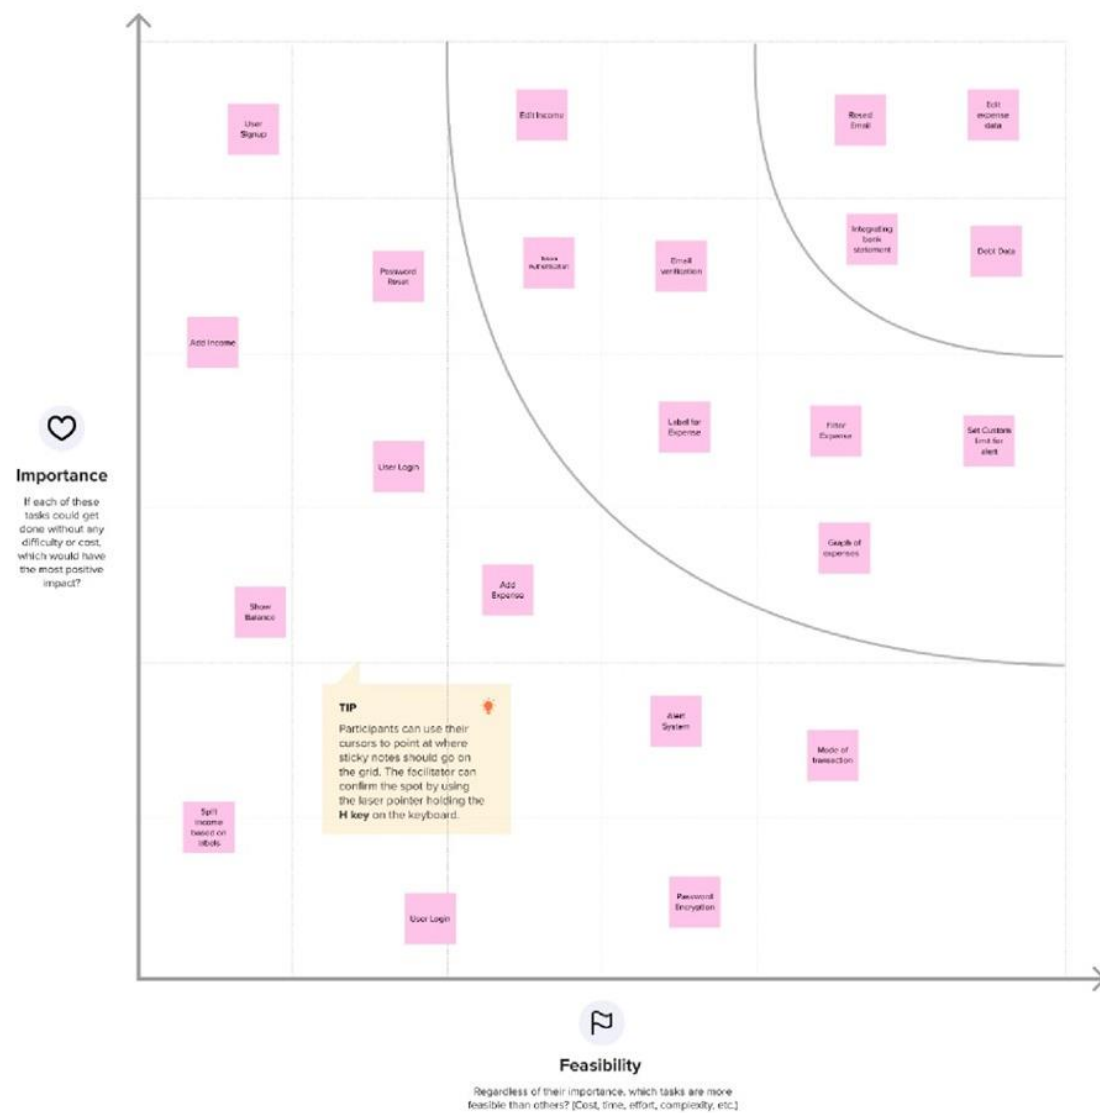 User
Signup
Edit Income
Resed
Email
Edit
expense
data
Integrating
bank
statement
Debt Data
Email
verification
Password
Reset
Add Income
Label for
Expense
Filter
Expense
Set Custom
limit for
alert
User Login
Graph of
expenses
Add
Expense
Show
Balance
Importance
If each of these
tasks could get
done without any
difficulty or cost,
which would have
the most positive
impact?
TIP
Participants can use their
cursors to point at where
sticky notes should go on
the grid. The facilitator can
confirm the spot by using
the laser pointer holding the
H key on the keyboard.
Alert
System
Mode of
transaction
Split
income
based on
labels
User Login
Password
Encryption
Feasibility
Regardless of their importance, which tasks are more
feasible than others? (Cost, time, effort, complexity, etc.)